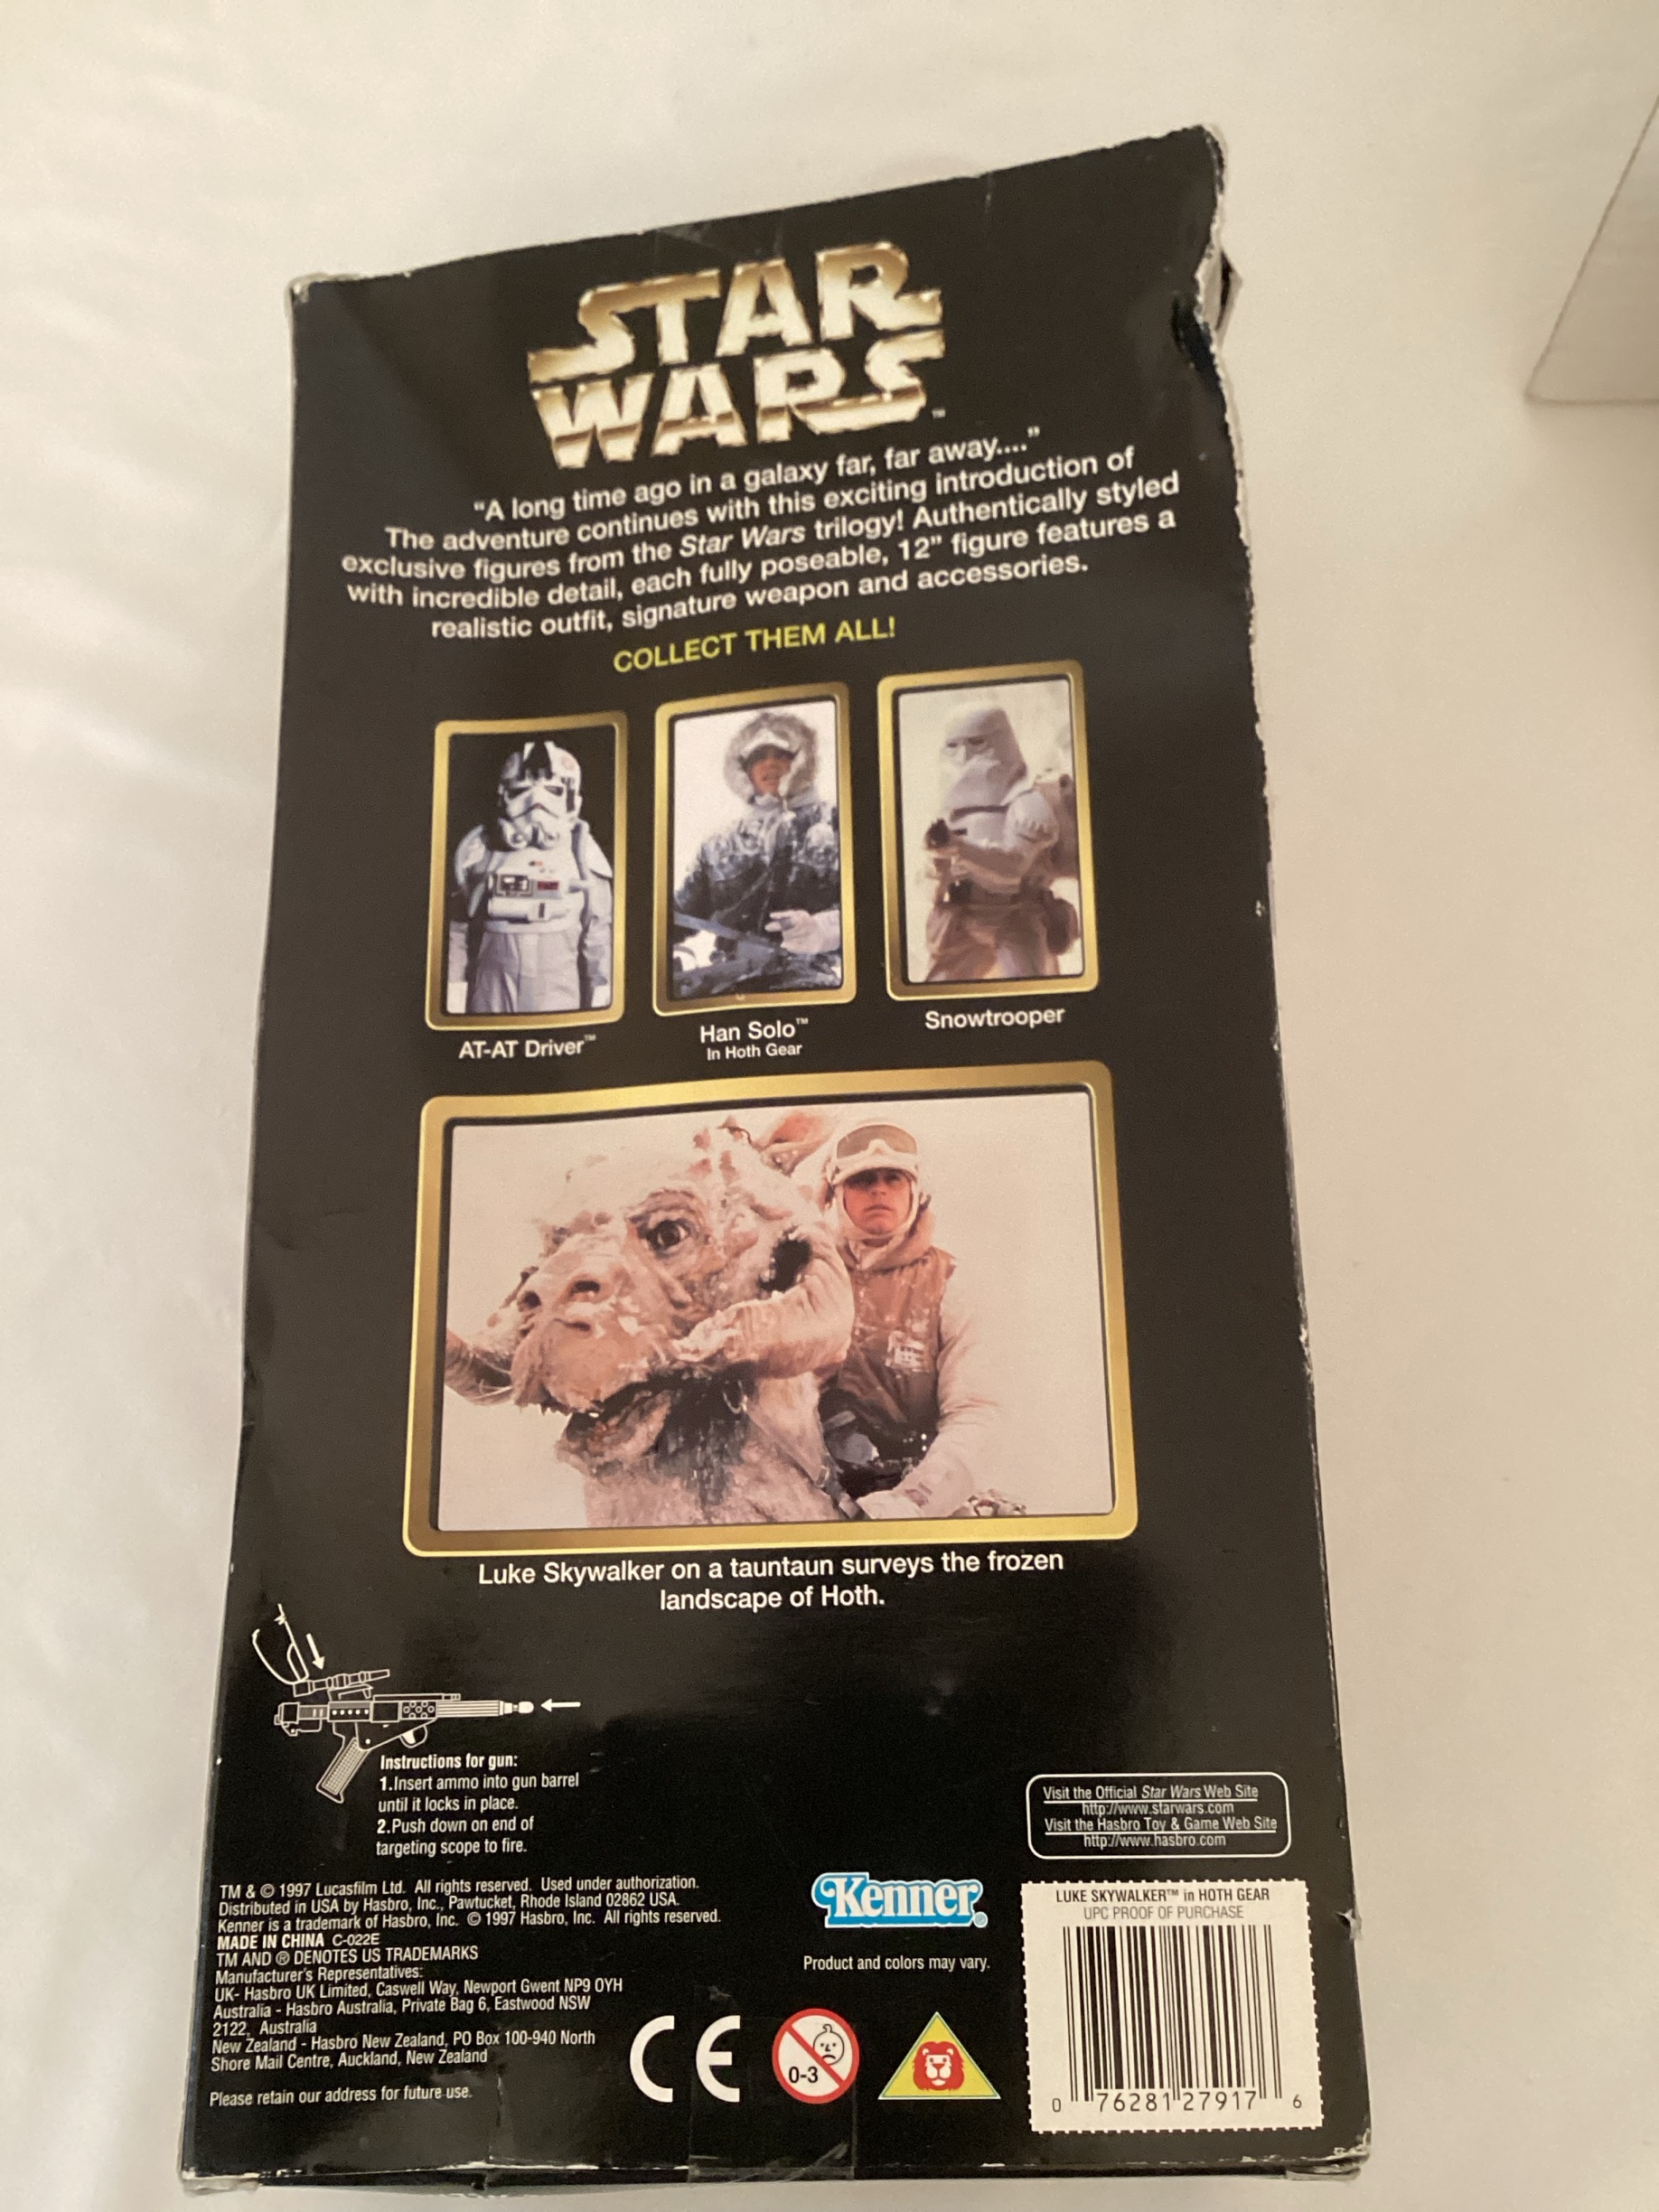 STAR
WARS™
“A long time ago in a galaxy far, far away....”
The adventure continues with this exciting introduction of
exclusive figures from the Star Wars trilogy! Authentically styled
with incredible detail, each fully poseable, 12” figure features a
realistic outfit, signature weapon and accessories.
COLLECT THEM ALL!
AT-AT Driver™
Han Solo™
In Hoth Gear
Snowtrooper
Luke Skywalker on a tauntaun surveys the frozen
landscape of Hoth.
Instructions for gun:
1.Insert ammo into gun barrel
until it locks in place.
2.Push down on end of
targeting scope to fire.
Visit the Official Star Wars Web Site
http://www.starwars.com
Visit the Hasbro Toy & Game Web Site
http://www.hasbro.com
TM & © 1997 Lucasfilm Ltd. All rights reserved. Used under authorization.
Distributed in USA by Hasbro, Inc., Pawtucket, Rhode Island 02862 USA.
Kenner is a trademark of Hasbro, Inc. © 1997 Hasbro, Inc. All rights reserved.
MADE IN CHINA C-022E
TM AND ® DENOTES US TRADEMARKS
Manufacturer's Representatives:
UK- Hasbro UK Limited, Caswell Way, Newport Gwent NP9 OYH
Australia - Hasbro Australia, Private Bag 6, Eastwood NSW
2122, Australia
New Zealand - Hasbro New Zealand, PO Box 100-940 North
Shore Mail Centre, Auckland, New Zealand
Please retain our address for future use.
Kenner®
Product and colors may vary.
CE
0-3
LUKE SKYWALKER™ in HOTH GEAR
UPC PROOF OF PURCHASE
0 76281 27917 6